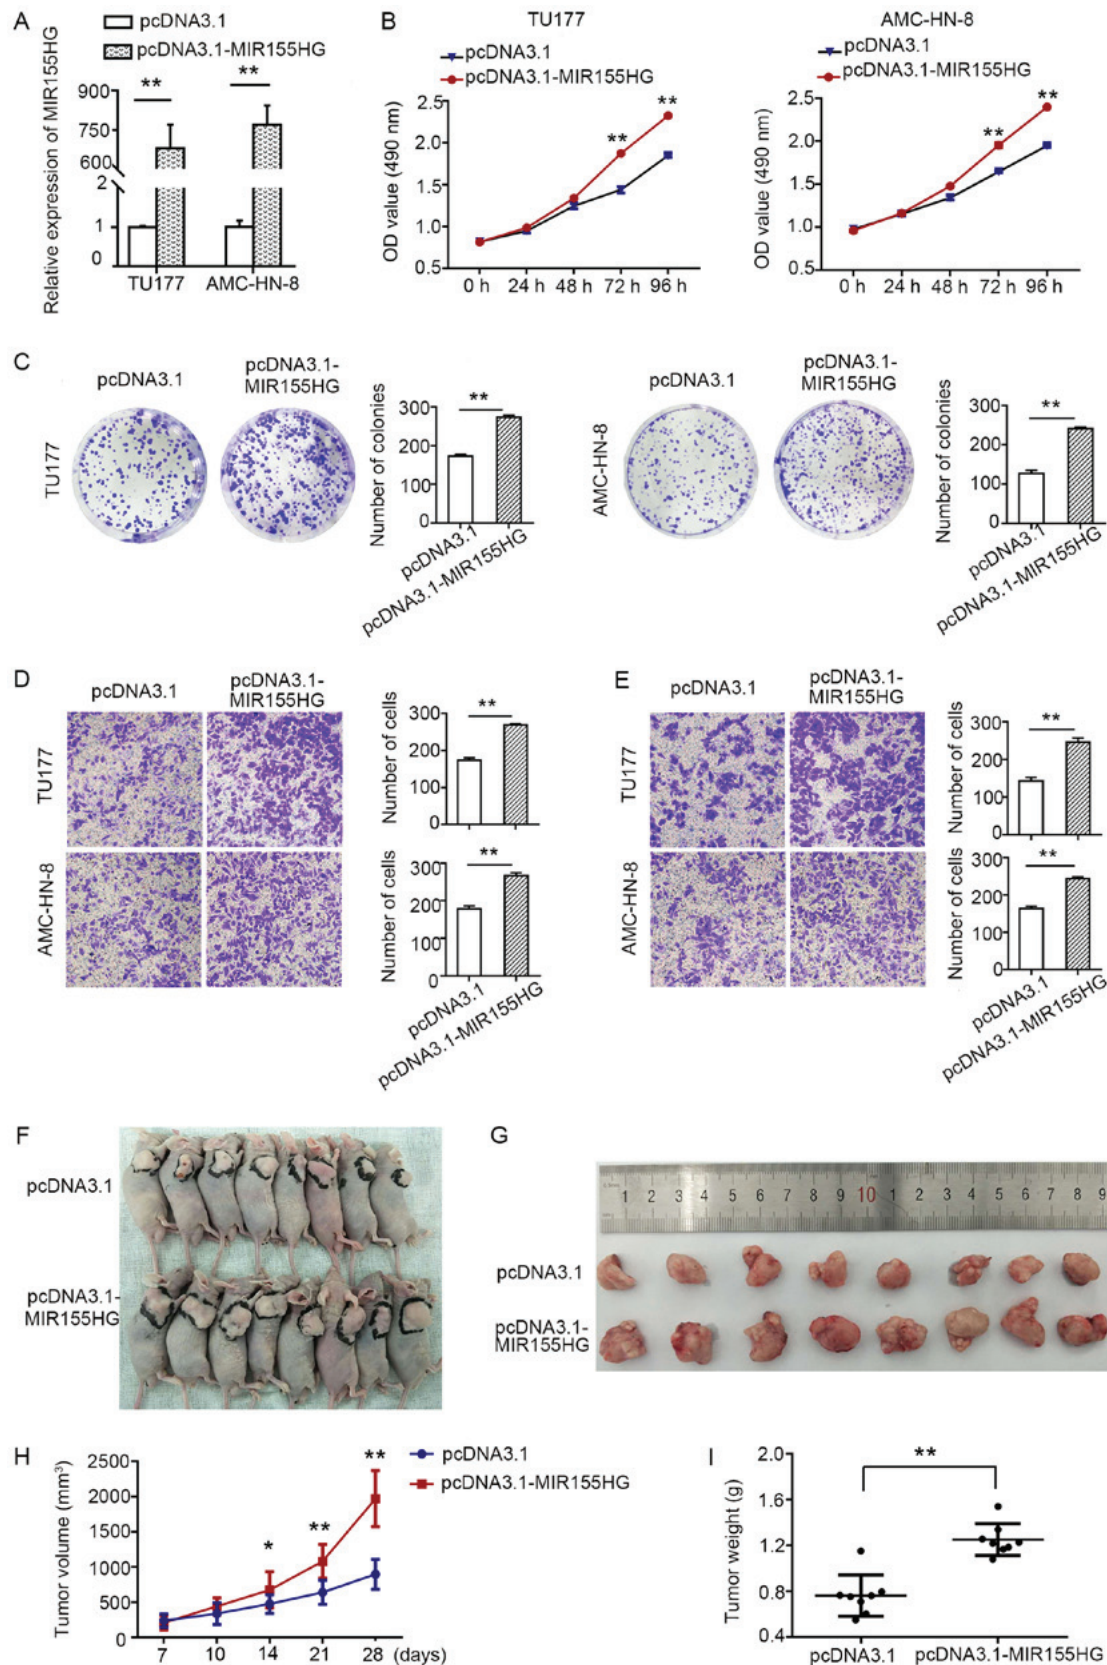 A
pcDNA3.1
pcDNA3.1-MIR155HG
Relative expression of MIR155HG
** **
900
750
600
2
1
0
TU177 AMC-HN-8
B
TU177
pcDNA3.1
pcDNA3.1-MIR155HG
OD value (490 nm)
2.5
2.0
1.5
1.0
0.5
** **
0 h 24 h 48 h 72 h 96 h
AMC-HN-8
pcDNA3.1
pcDNA3.1-MIR155HG
OD value (490 nm)
2.5
2.0
1.5
1.0
0.5
** **
0 h 24 h 48 h 72 h 96 h
C
pcDNA3.1
pcDNA3.1-
MIR155HG
TU177
Number of colonies
300
200
100
0
**
pcDNA3.1
pcDNA3.1-MIR155HG
pcDNA3.1
pcDNA3.1-
MIR155HG
AMC-HN-8
Number of colonies
300
200
100
0
**
pcDNA3.1
pcDNA3.1-MIR155HG
D
pcDNA3.1
pcDNA3.1-
MIR155HG
TU177
Number of cells
300
200
100
0
**
AMC-HN-8
Number of cells
300
200
100
0
**
pcDNA3.1
pcDNA3.1-MIR155HG
E
pcDNA3.1
pcDNA3.1-
MIR155HG
TU177
Number of cells
300
200
100
0
**
AMC-HN-8
Number of cells
300
200
100
0
**
pcDNA3.1
pcDNA3.1-MIR155HG
F
pcDNA3.1
pcDNA3.1-
MIR155HG
G
1 2 3 4 5 6 7 8 9 10 1 2 3 4 5 6 7 8 9
pcDNA3.1
pcDNA3.1-
MIR155HG
H
pcDNA3.1
pcDNA3.1-MIR155HG
Tumor volume (mm³)
2500
2000
1500
1000
500
0
* ** **
7 10 14 21 28 (days)
I
Tumor weight (g)
2.0
1.6
1.2
0.8
0.4
**
pcDNA3.1 pcDNA3.1-MIR155HG